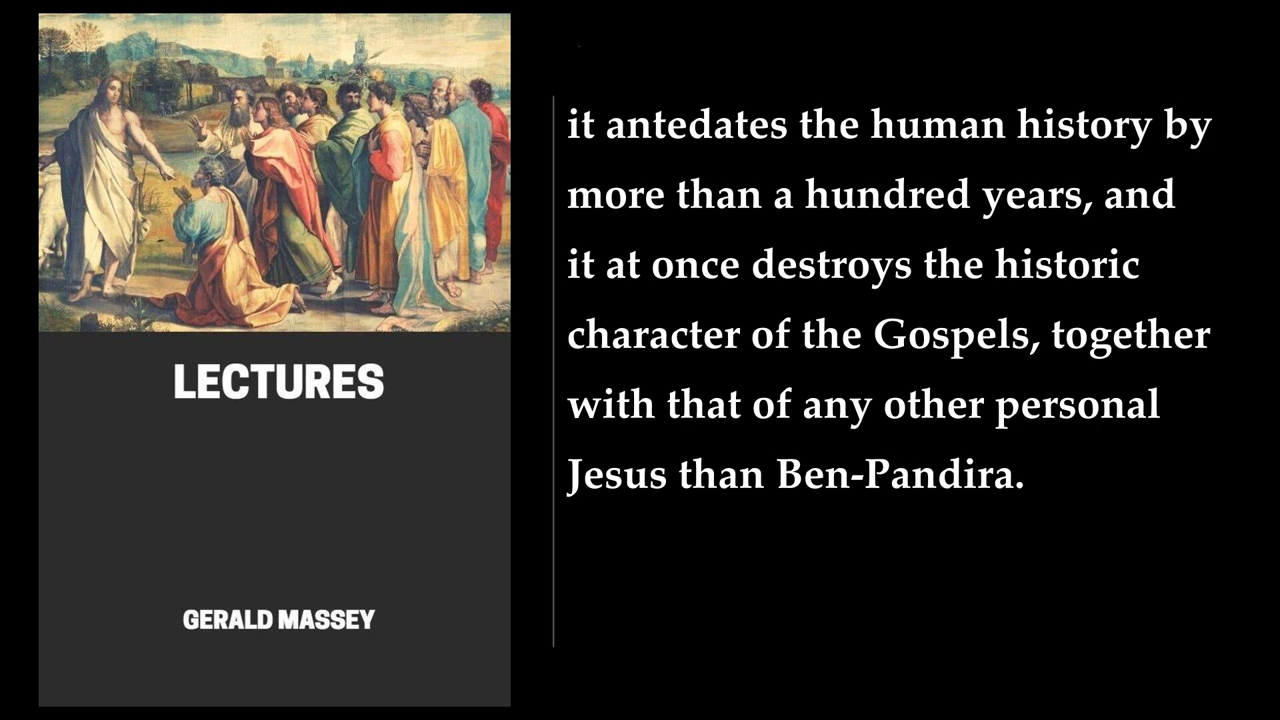 LECTURES
GERALD MASSEY
it antedates the human history by
more than a hundred years, and
it at once destroys the historic
character of the Gospels, together
with that of any other personal
Jesus than Ben-Pandira.